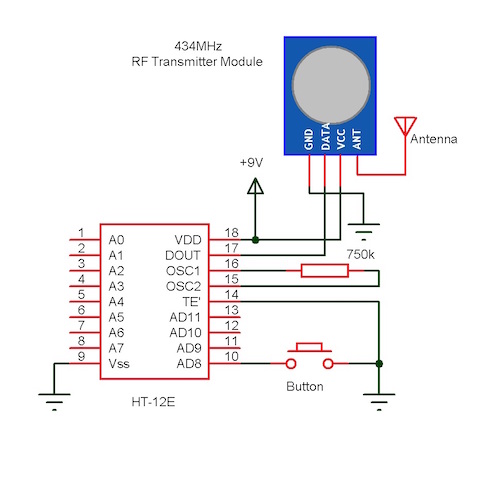 434MHz
RF Transmitter Module
GND
DATA
VCC
ANT
Antenna
+9V
750k
1 A0 VDD 18
2 A1 DOUT 17
3 A2 OSC1 16
4 A3 OSC2 15
5 A4 TE' 14
6 A5 AD11 13
7 A6 AD10 12
8 A7 AD9 11
9 Vss AD8 10
Button
HT-12E